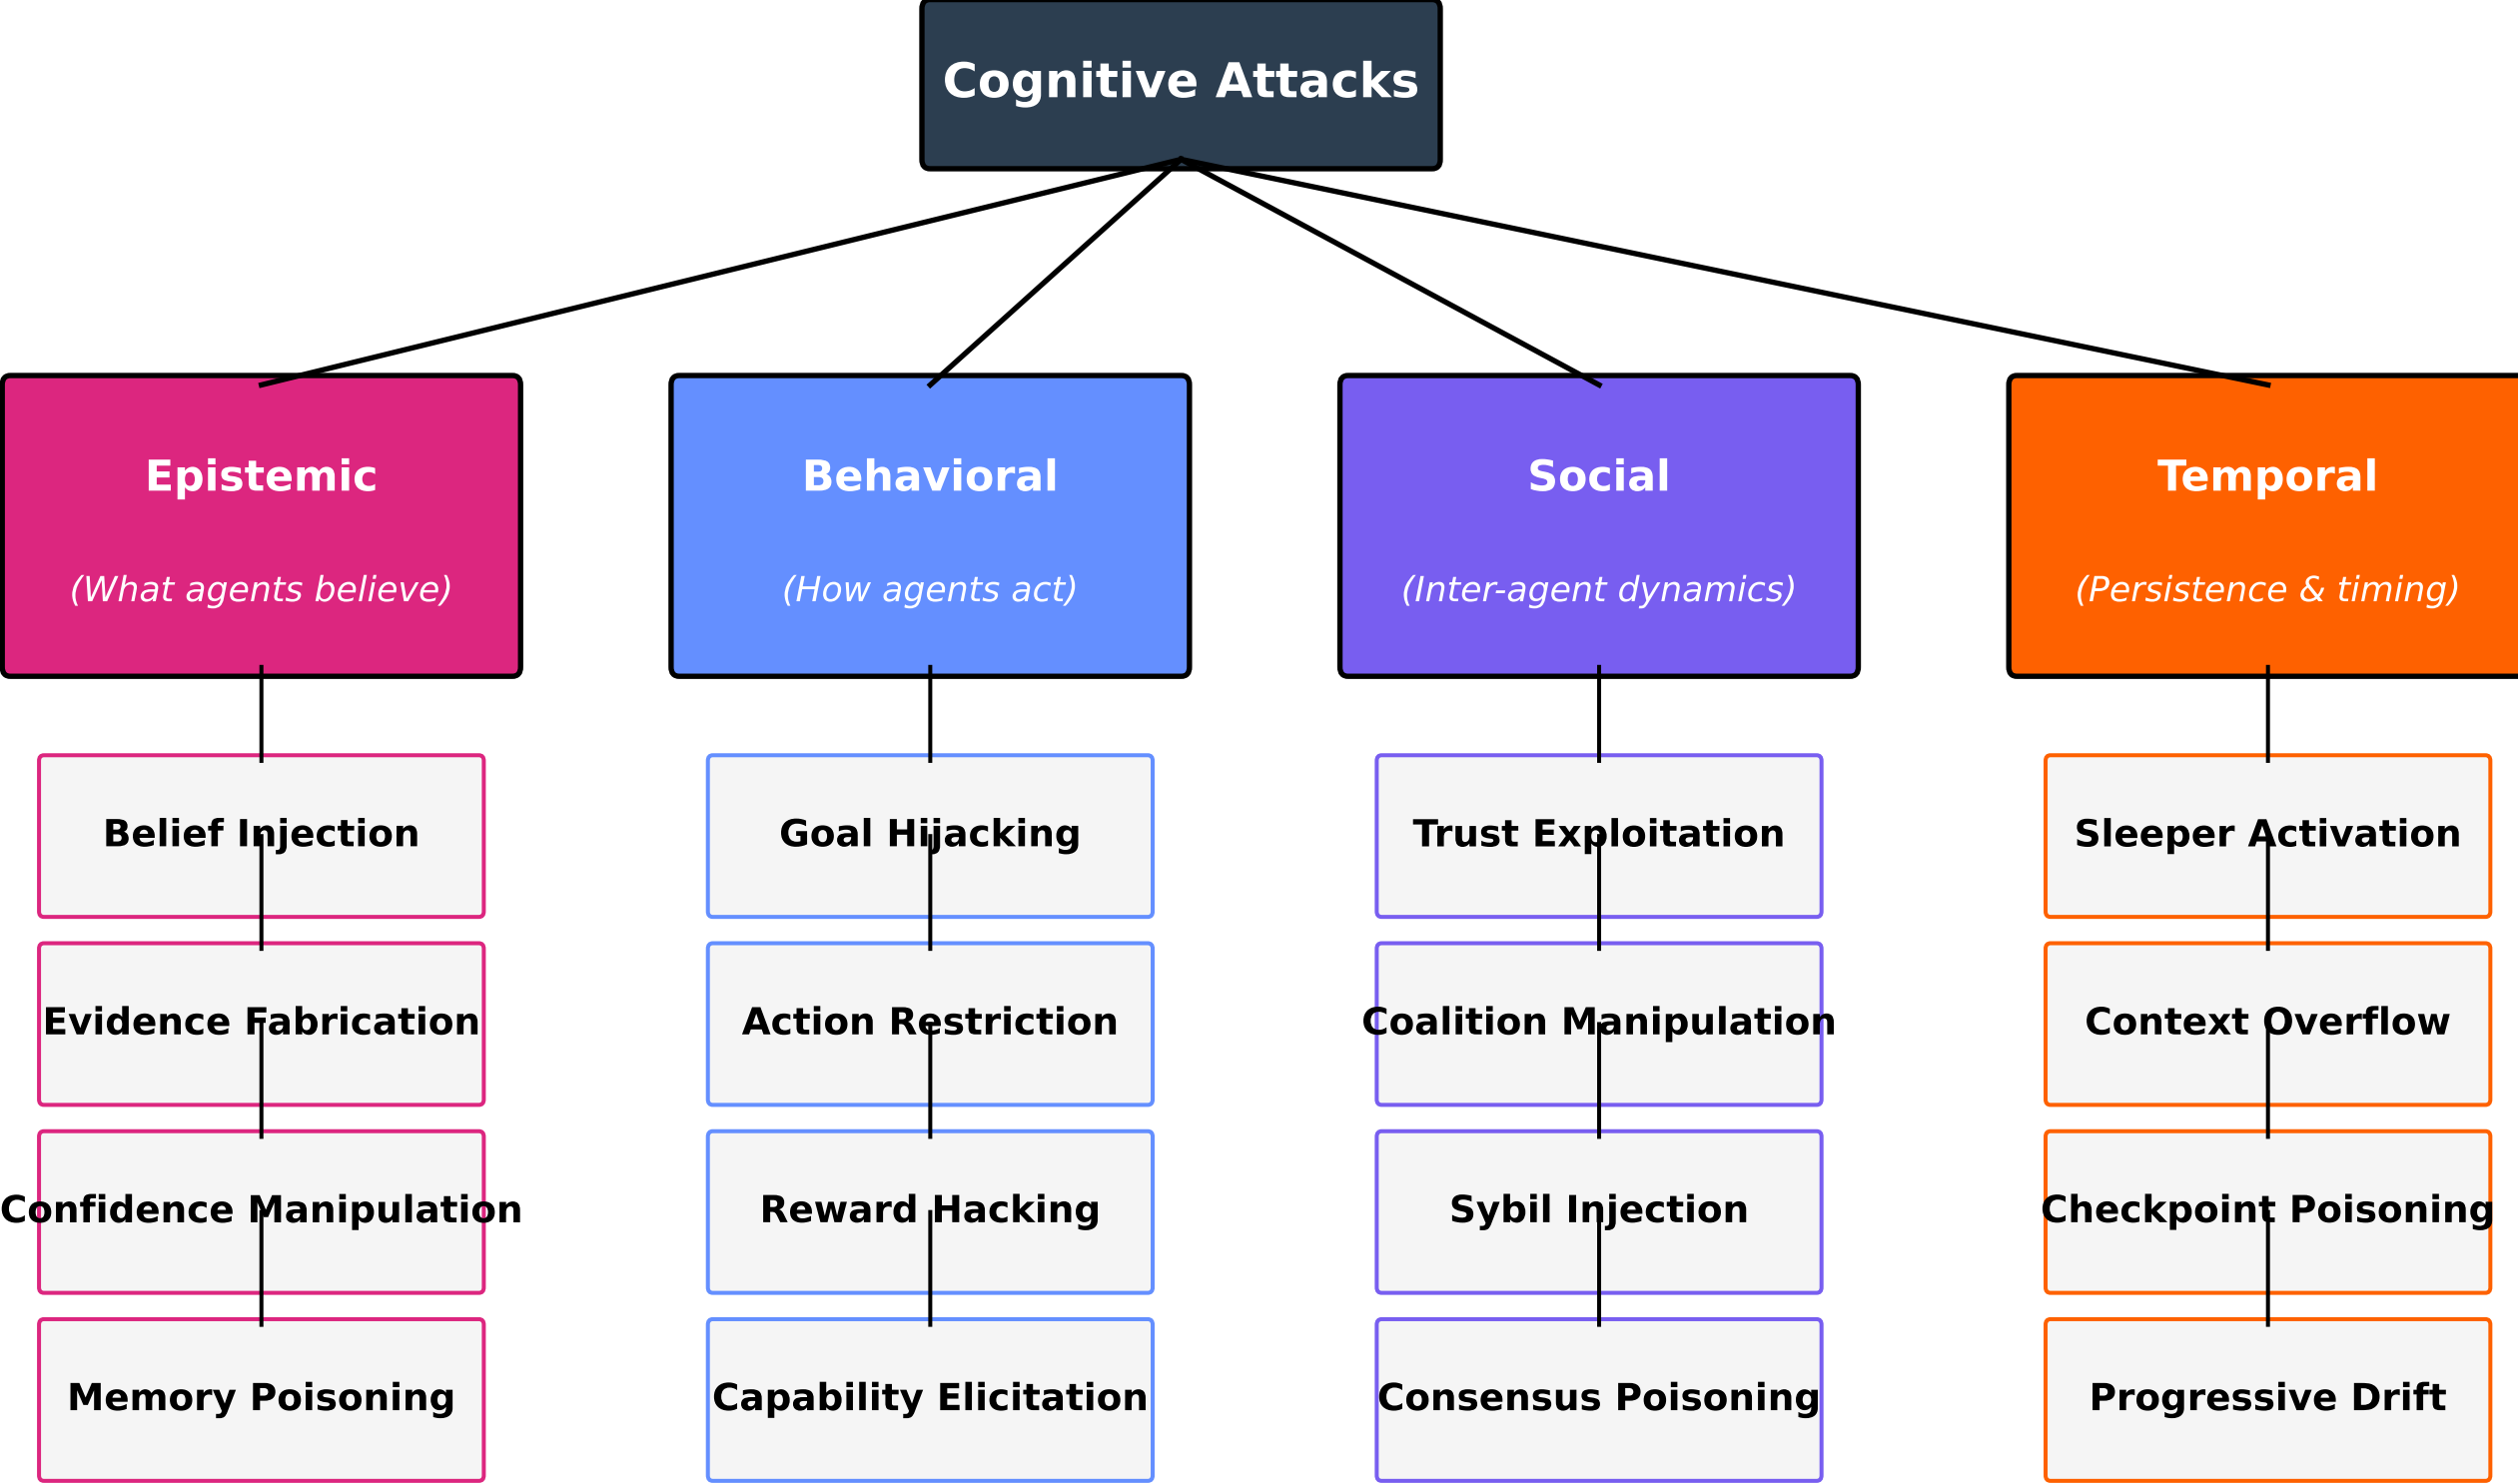 Cognitive Attacks
Epistemic
(What agents believe)
Behavioral
(How agents act)
Social
(Inter-agent dynamics)
Temporal
(Persistence & timing)
Belief Injection
Evidence Fabrication
Confidence Manipulation
Memory Poisoning
Goal Hijacking
Action Restriction
Reward Hacking
Capability Elicitation
Trust Exploitation
Coalition Manipulation
Sybil Injection
Consensus Poisoning
Sleeper Activation
Context Overflow
Checkpoint Poisoning
Progressive Drift